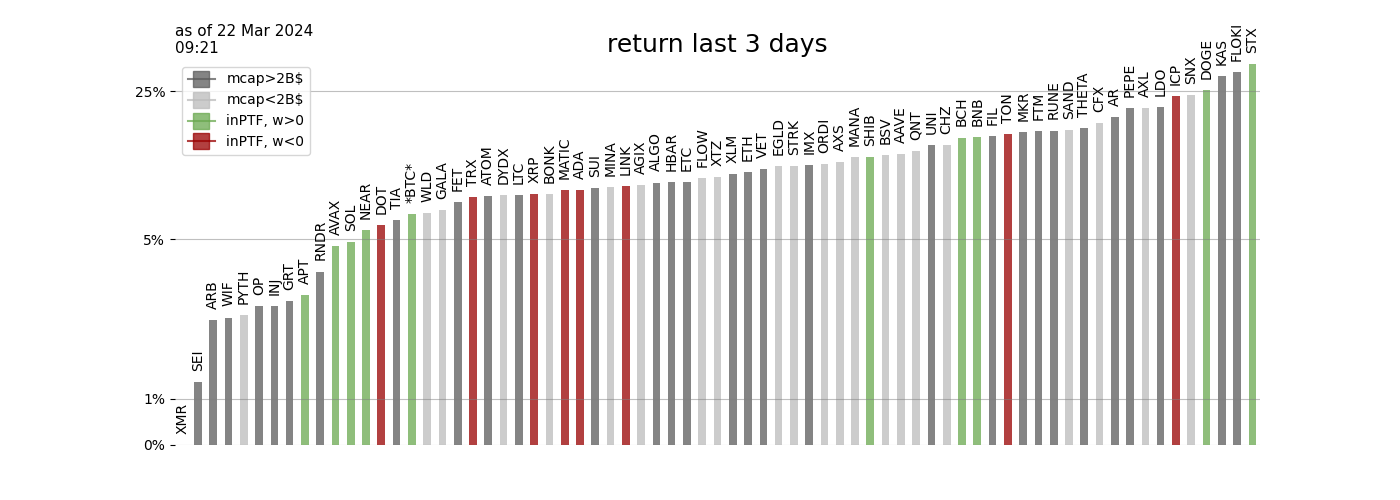 as of 22 Mar 2024
09:21
return last 3 days
mcap>2B$
mcap<2B$
inPTF, w>0
inPTF, w<0
25%
5%
1%
0%
XMR
SEI
ARB
WIF
PYTH
OP
INJ
GRT
APT
RNDR
AVAX
SOL
NEAR
DOT
TIA
*BTC*
WLD
GALA
FET
TRX
ATOM
DYDX
LTC
XRP
BONK
MATIC
ADA
SUI
MINA
LINK
AGIX
ALGO
HBAR
ETC
FLOW
XTZ
XLM
ETH
VET
EGLD
STRK
IMX
ORDI
AXS
MANA
SHIB
BSV
AAVE
QNT
UNI
CHZ
BCH
BNB
FIL
TON
MKR
FTM
RUNE
SAND
THETA
CFX
AR
PEPE
AXL
LDO
ICP
SNX
DOGE
KAS
FLOKI
STX